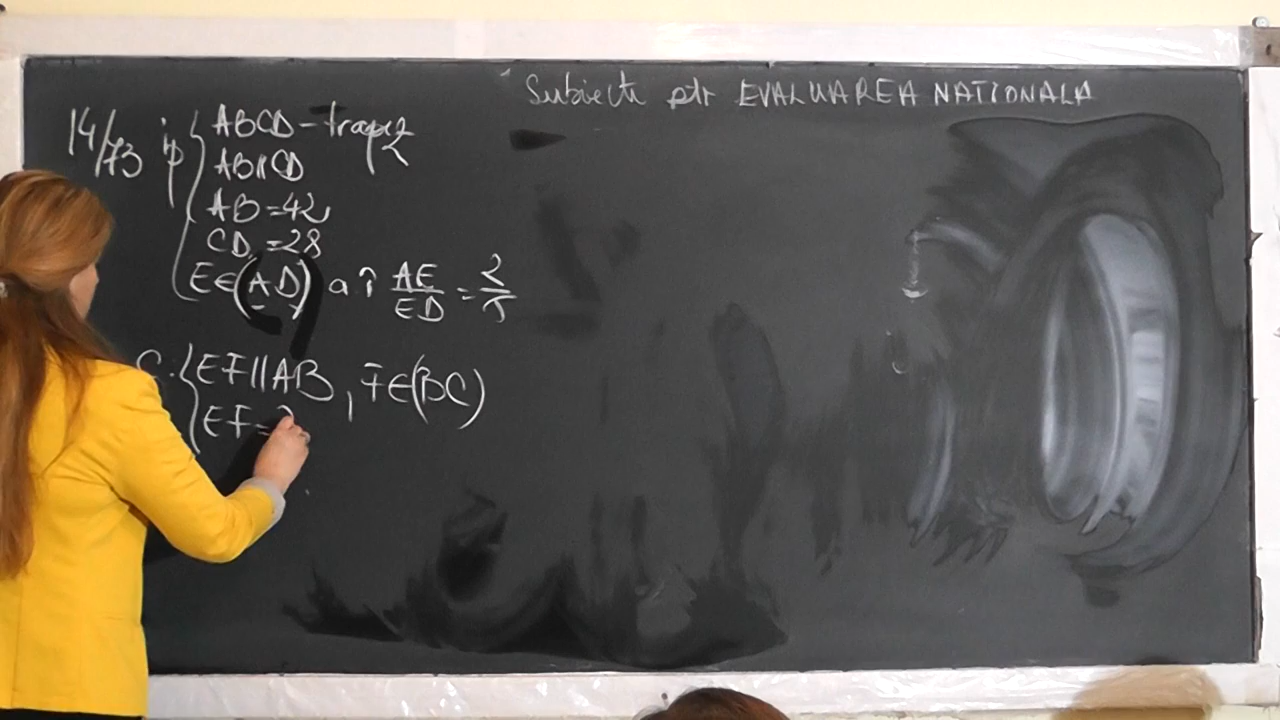 Subiecte ptr EVALUAREA NATIONALA
14/73 ip { ABCD - trapez
AB||CD
AB = 42
CD = 28
E∈(AD) a î AE/ED = 2/5
C. { EF||AB, F∈(BC)
EF = ?